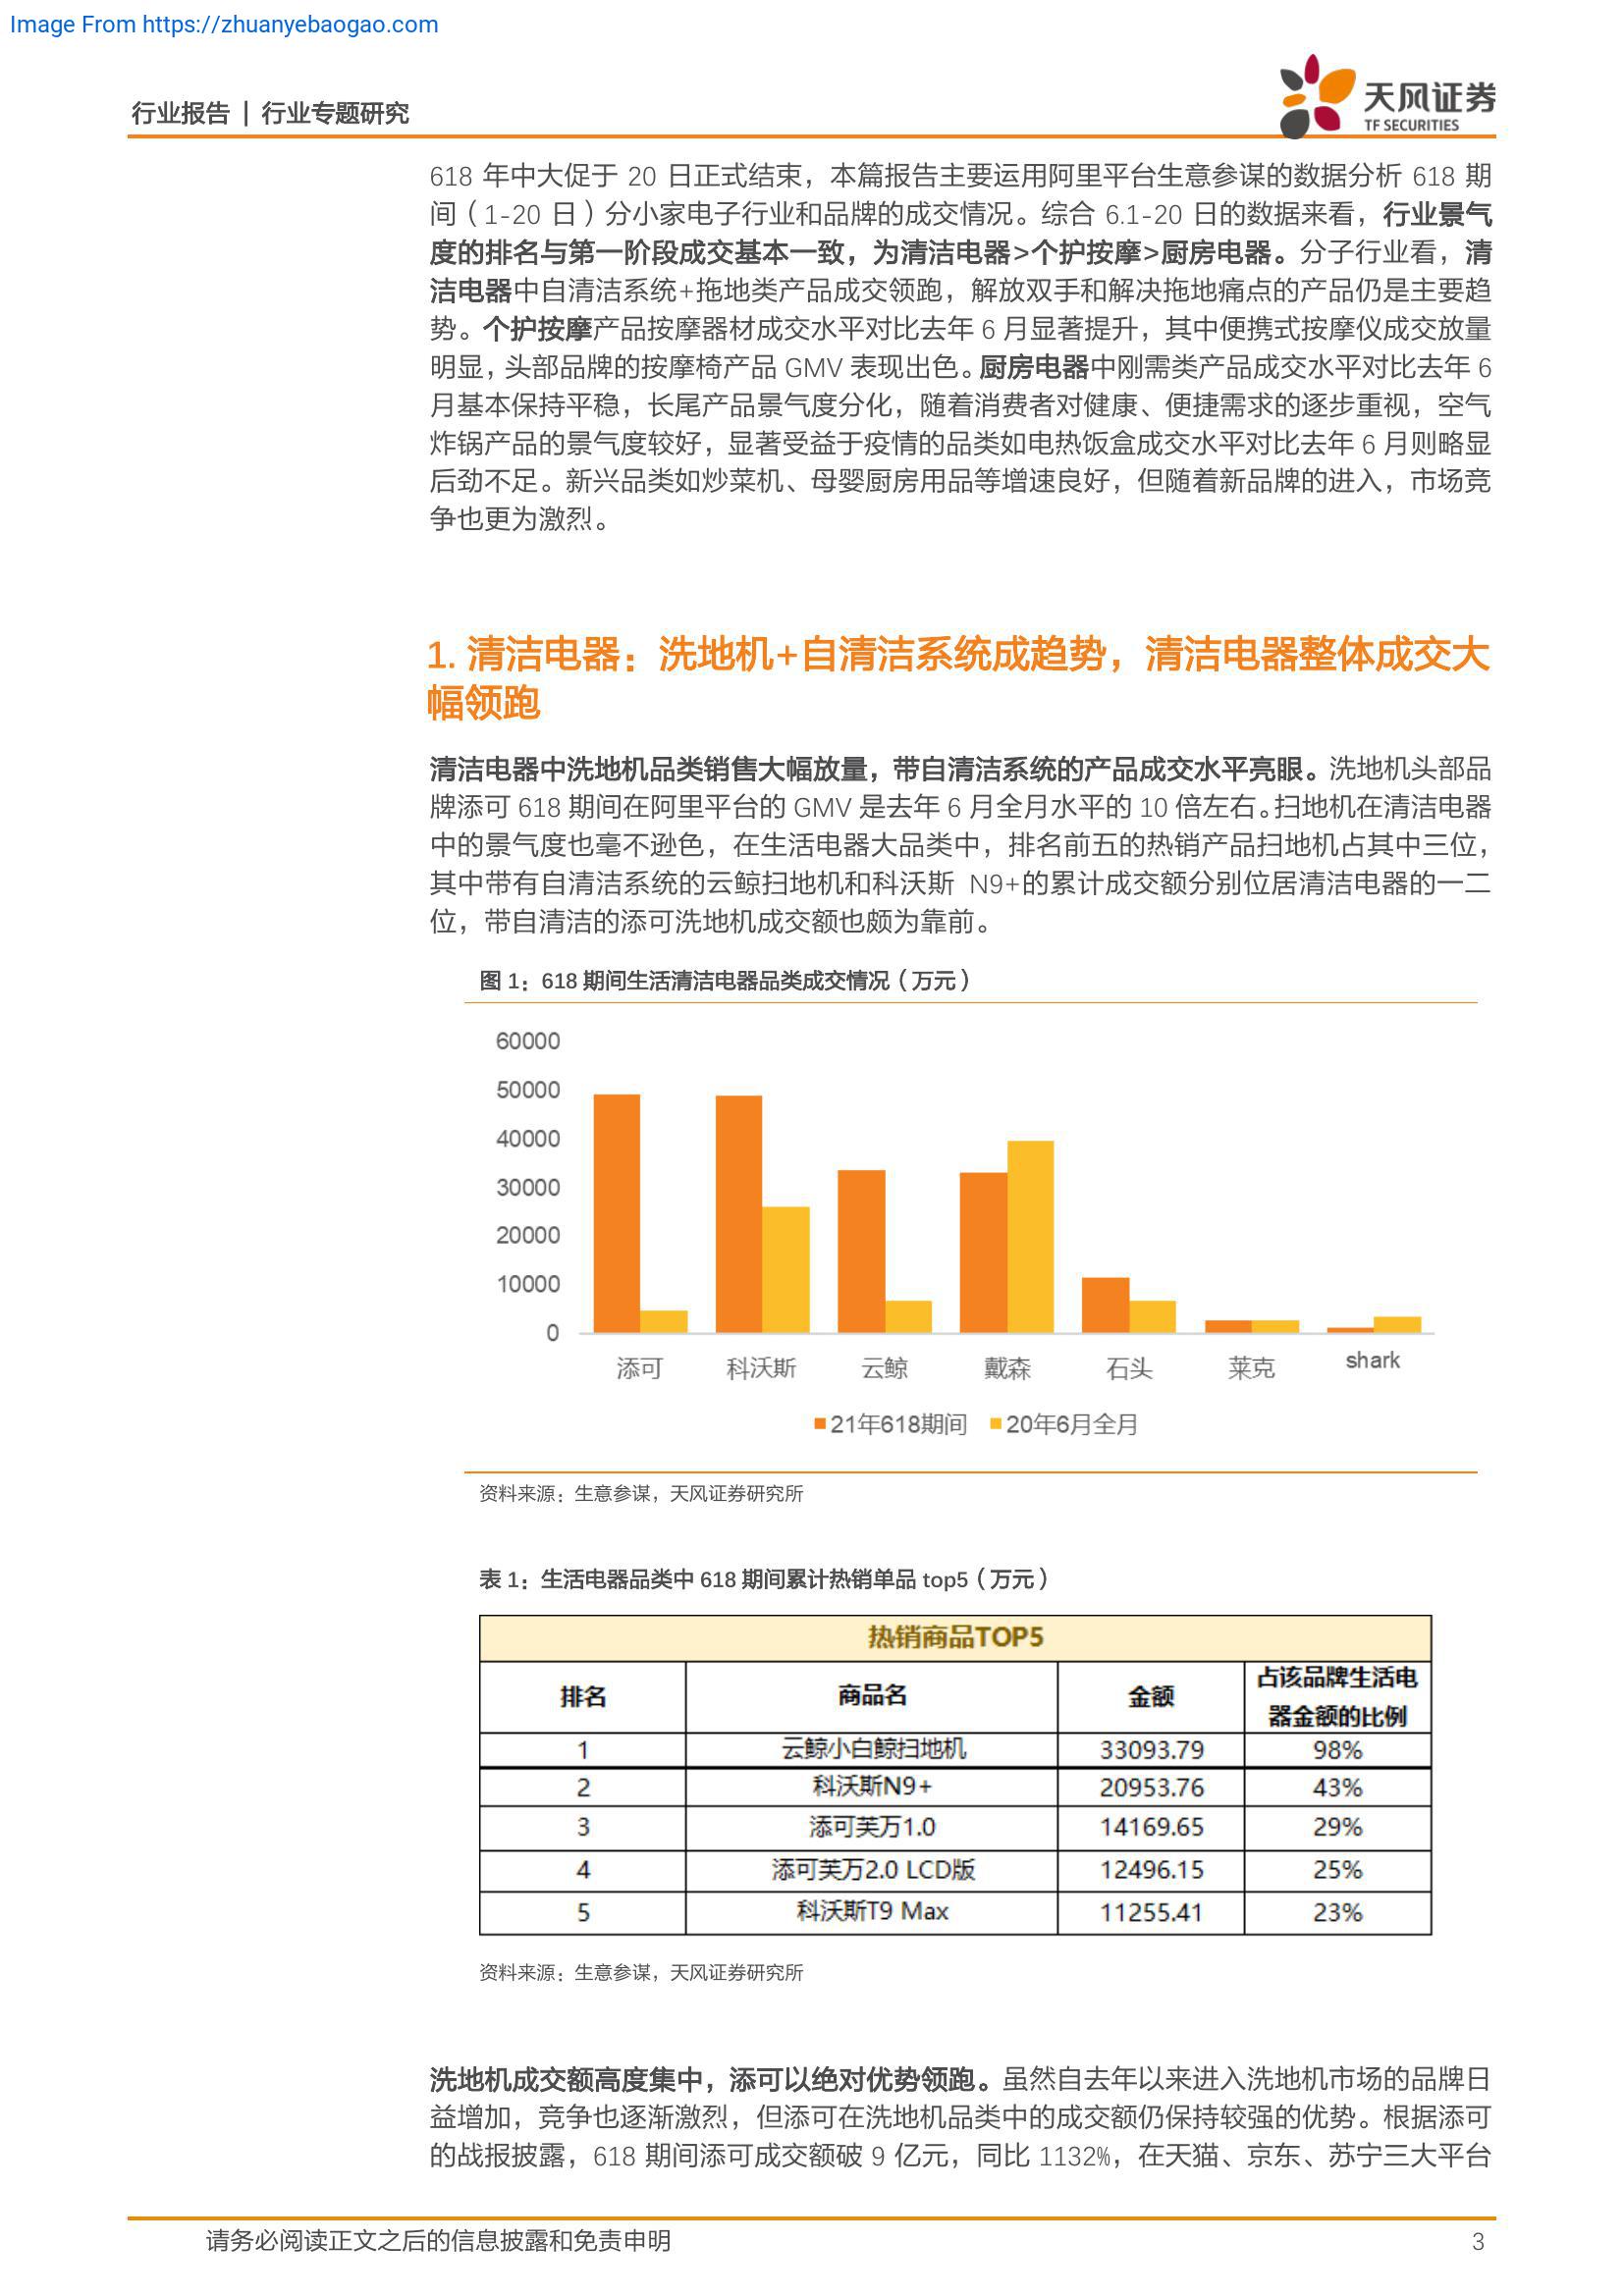 Image From https://zhuanyebaogao.com
行业报告 | 行业专题研究
天风证券
TF SECURITIES
618 年中大促于 20 日正式结束，本篇报告主要运用阿里平台生意参谋的数据分析 618 期
间（1-20 日）分小家电子行业和品牌的成交情况。综合 6.1-20 日的数据来看，行业景气
度的排名与第一阶段成交基本一致，为清洁电器>个护按摩>厨房电器。分子行业看，清
洁电器中自清洁系统+拖地类产品成交领跑，解放双手和解决拖地痛点的产品仍是主要趋
势。个护按摩产品按摩器材成交水平对比去年 6 月显著提升，其中便携式按摩仪成交放量
明显，头部品牌的按摩椅产品 GMV 表现出色。厨房电器中刚需类产品成交水平对比去年 6
月基本保持平稳，长尾产品景气度分化，随着消费者对健康、便捷需求的逐步重视，空气
炸锅产品的景气度较好，显著受益于疫情的品类如电热饭盒成交水平对比去年 6 月则略显
后劲不足。新兴品类如炒菜机、母婴厨房用品等增速良好，但随着新品牌的进入，市场竞
争也更为激烈。
1. 清洁电器：洗地机+自清洁系统成趋势，清洁电器整体成交大
幅领跑
清洁电器中洗地机品类销售大幅放量，带自清洁系统的产品成交水平亮眼。洗地机头部品
牌添可 618 期间在阿里平台的 GMV 是去年 6 月全月水平的 10 倍左右。扫地机在清洁电器
中的景气度也毫不逊色，在生活电器大品类中，排名前五的热销产品扫地机占其中三位，
其中带有自清洁系统的云鲸扫地机和科沃斯 N9+的累计成交额分别位居清洁电器的一二
位，带自清洁的添可洗地机成交额也颇为靠前。
图 1：618 期间生活清洁电器品类成交情况（万元）
60000
50000
40000
30000
20000
10000
0
添可 科沃斯 云鲸 戴森 石头 莱克 shark
21年618期间 20年6月全月
资料来源：生意参谋，天风证券研究所
表 1：生活电器品类中 618 期间累计热销单品 top5（万元）
热销商品TOP5
排名 商品名 金额 占该品牌生活电
器金额的比例
1 云鲸小白鲸扫地机 33093.79 98%
2 科沃斯N9+ 20953.76 43%
3 添可芙万1.0 14169.65 29%
4 添可芙万2.0 LCD版 12496.15 25%
5 科沃斯T9 Max 11255.41 23%
资料来源：生意参谋，天风证券研究所
洗地机成交额高度集中，添可以绝对优势领跑。虽然自去年以来进入洗地机市场的品牌日
益增加，竞争也逐渐激烈，但添可在洗地机品类中的成交额仍保持较强的优势。根据添可
的战报披露，618 期间添可成交额破 9 亿元，同比 1132%，在天猫、京东、苏宁三大平台
请务必阅读正文之后的信息披露和免责申明 3